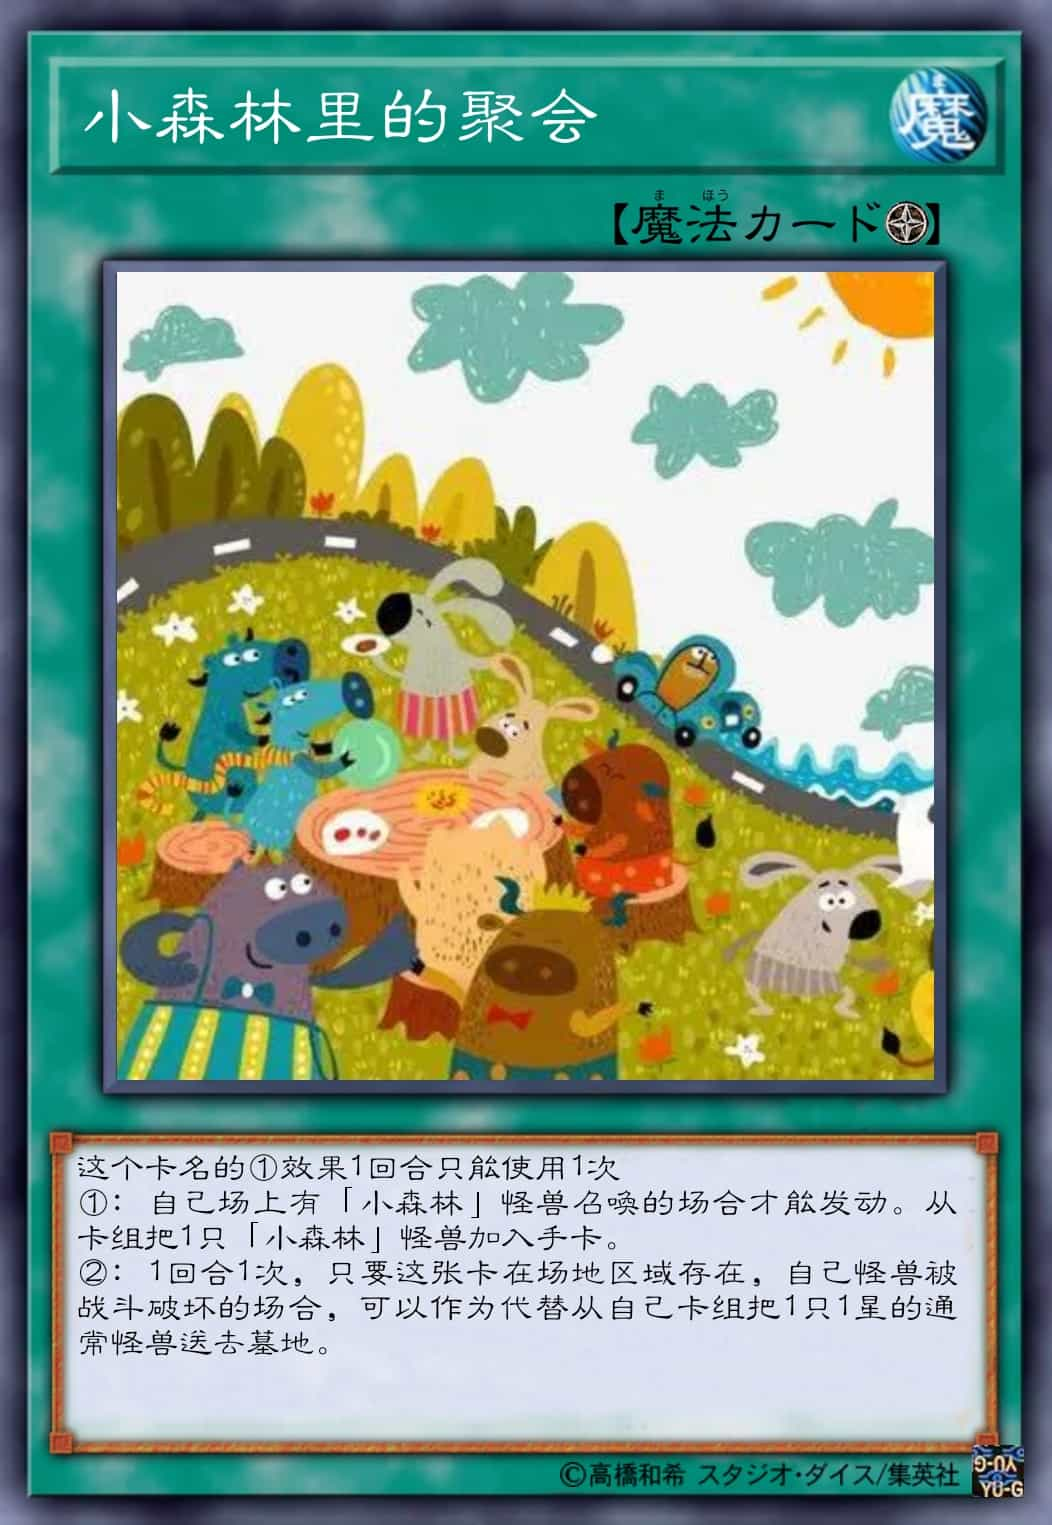 小森林里的聚会
魔
まほう
【魔法カード】
这个卡名的①效果1回合只能使用1次
①：自己场上有「小森林」怪兽召唤的场合才能发动。从
卡组把1只「小森林」怪兽加入手卡。
②：1回合1次，只要这张卡在场地区域存在，自己怪兽被
战斗破坏的场合，可以作为代替从自己卡组把1只1星的通
常怪兽送去墓地。
©高橋和希 スタジオ·ダイス/集英社
YU-G
YU-G